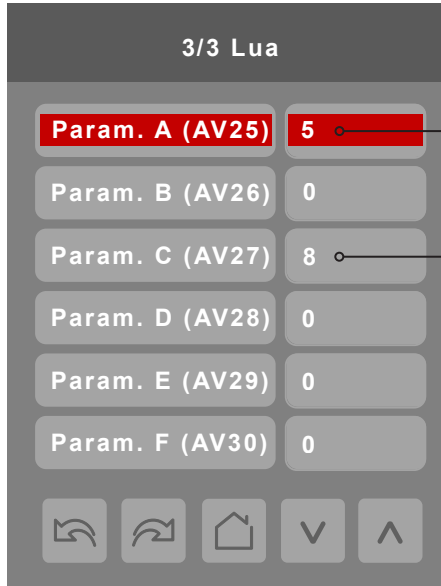 3/3 Lua
Param. A (AV25) 5
Param. B (AV26) 0
Param. C (AV27) 8
Param. D (AV28) 0
Param. E (AV29) 0
Param. F (AV30) 0